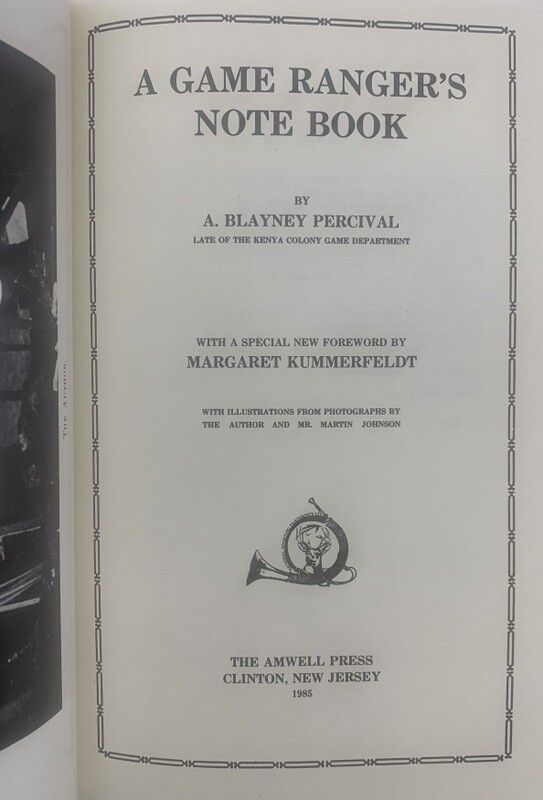 A GAME RANGER'S
NOTE BOOK
BY
A. BLAYNEY PERCIVAL
LATE OF THE KENYA COLONY GAME DEPARTMENT
WITH A SPECIAL NEW FOREWORD BY
MARGARET KUMMERFELDT
WITH ILLUSTRATIONS FROM PHOTOGRAPHS BY
THE AUTHOR AND MR. MARTIN JOHNSON
THE AMWELL PRESS
CLINTON, NEW JERSEY
1985
THE AUTHOR.